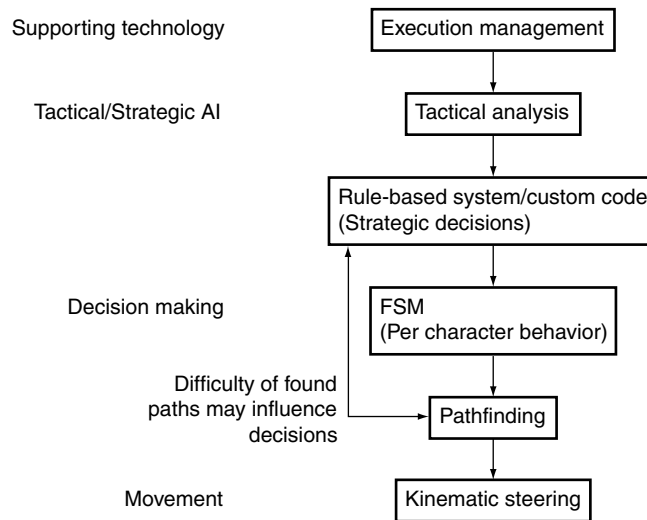 Supporting technology
Execution management
Tactical/Strategic AI
Tactical analysis
Rule-based system/custom code
(Strategic decisions)
Decision making
FSM
(Per character behavior)
Difficulty of found
paths may influence
decisions
Pathfinding
Movement
Kinematic steering